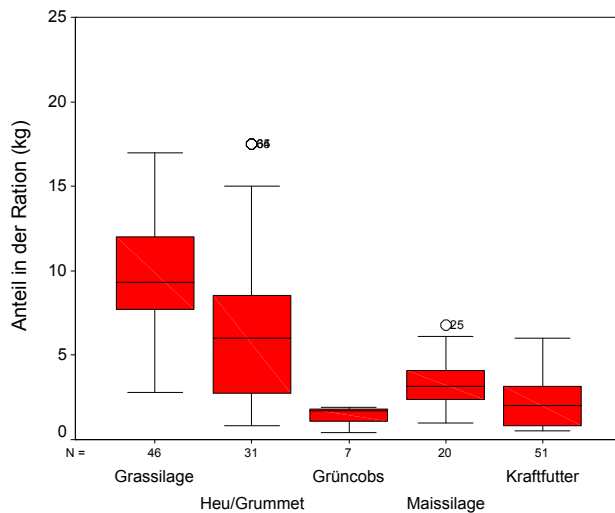 Anteil in der Ration (kg)
25
20
15
10
5
0
25
N = 46 31 7 20 51
Grassilage Grüncobs Kraftfutter
Heu/Grummet Maissilage